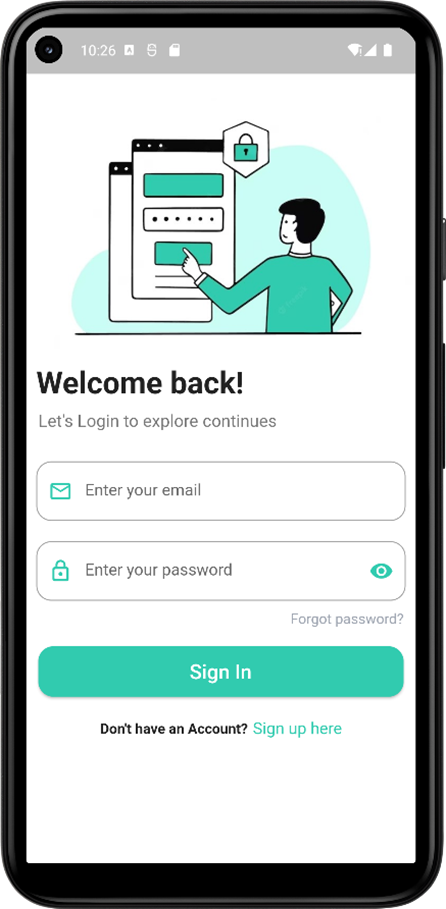 10:26
Welcome back!
Let's Login to explore continues
Enter your email
Enter your password
Forgot password?
Sign In
Don't have an Account? Sign up here